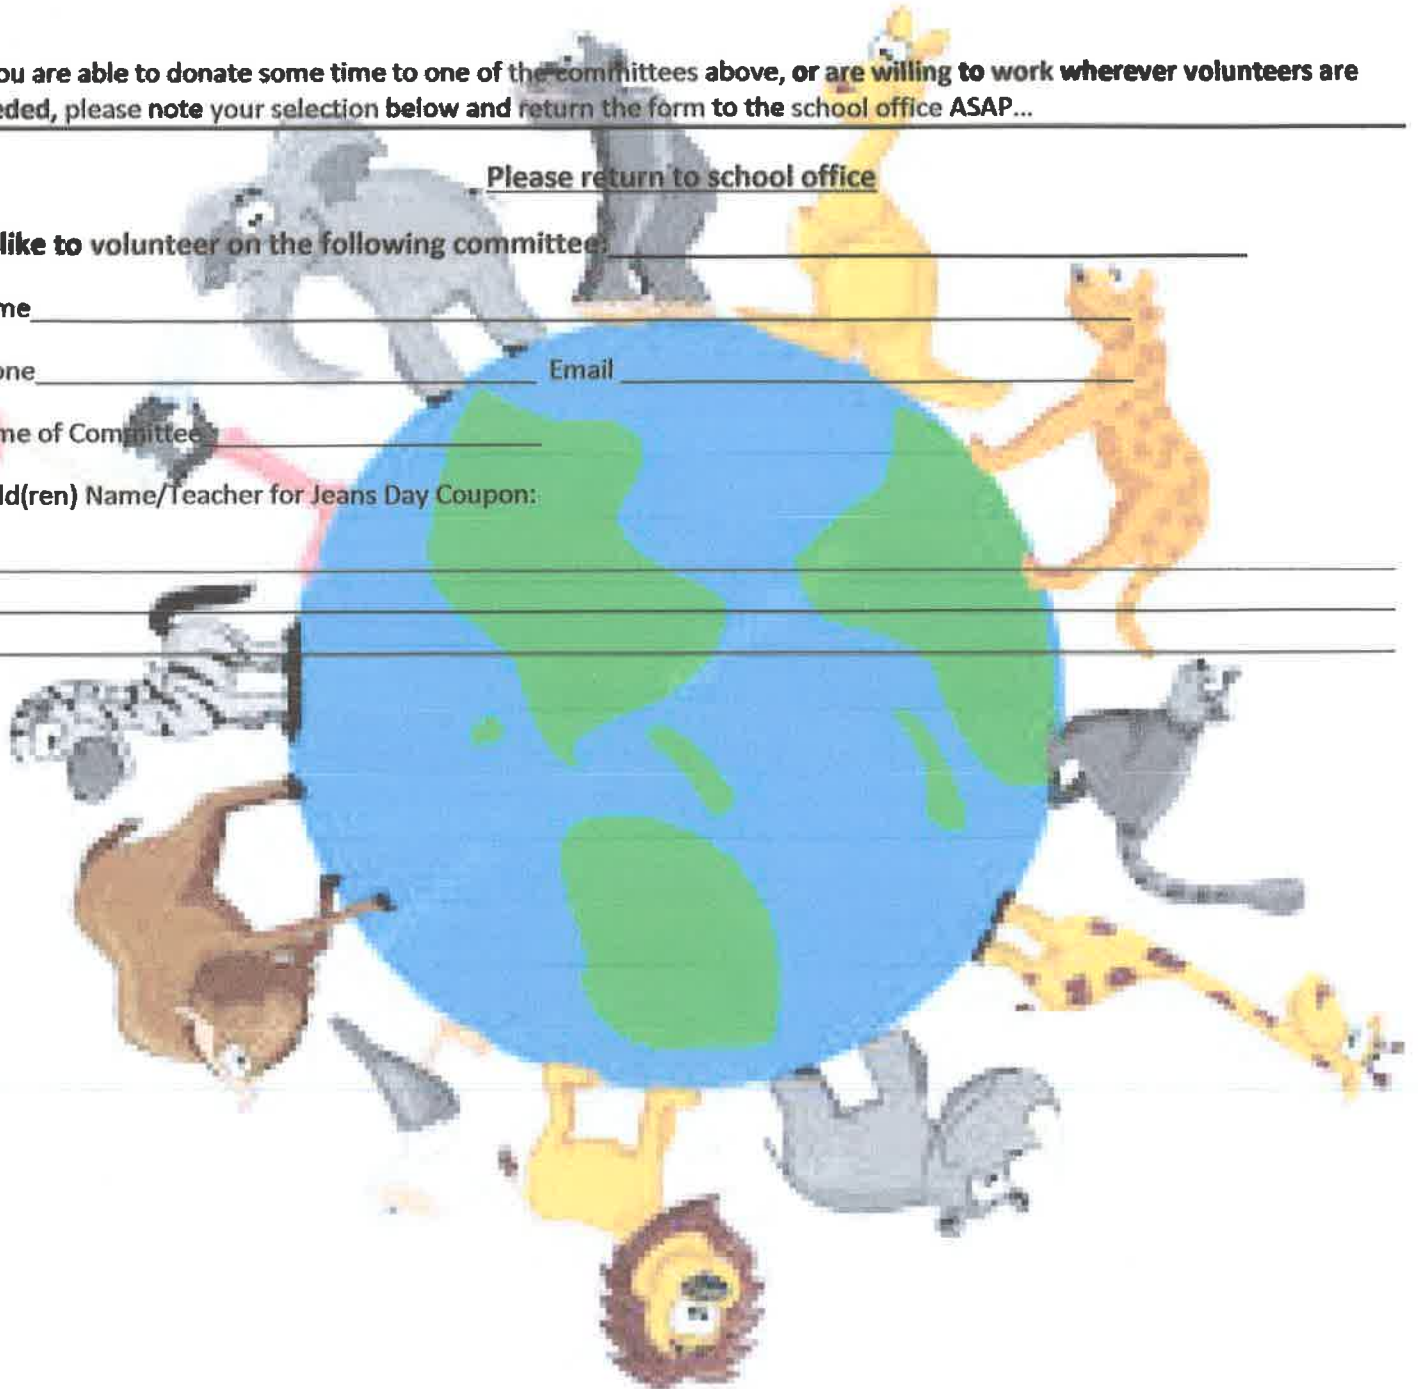 ou are able to donate some time to one of the committees above, or are willing to work wherever volunteers are
eded, please note your selection below and return the form to the school office ASAP...
Please return to school office
like to volunteer on the following committee:
me
one Email
me of Committee
ld(ren) Name/Teacher for Jeans Day Coupon: